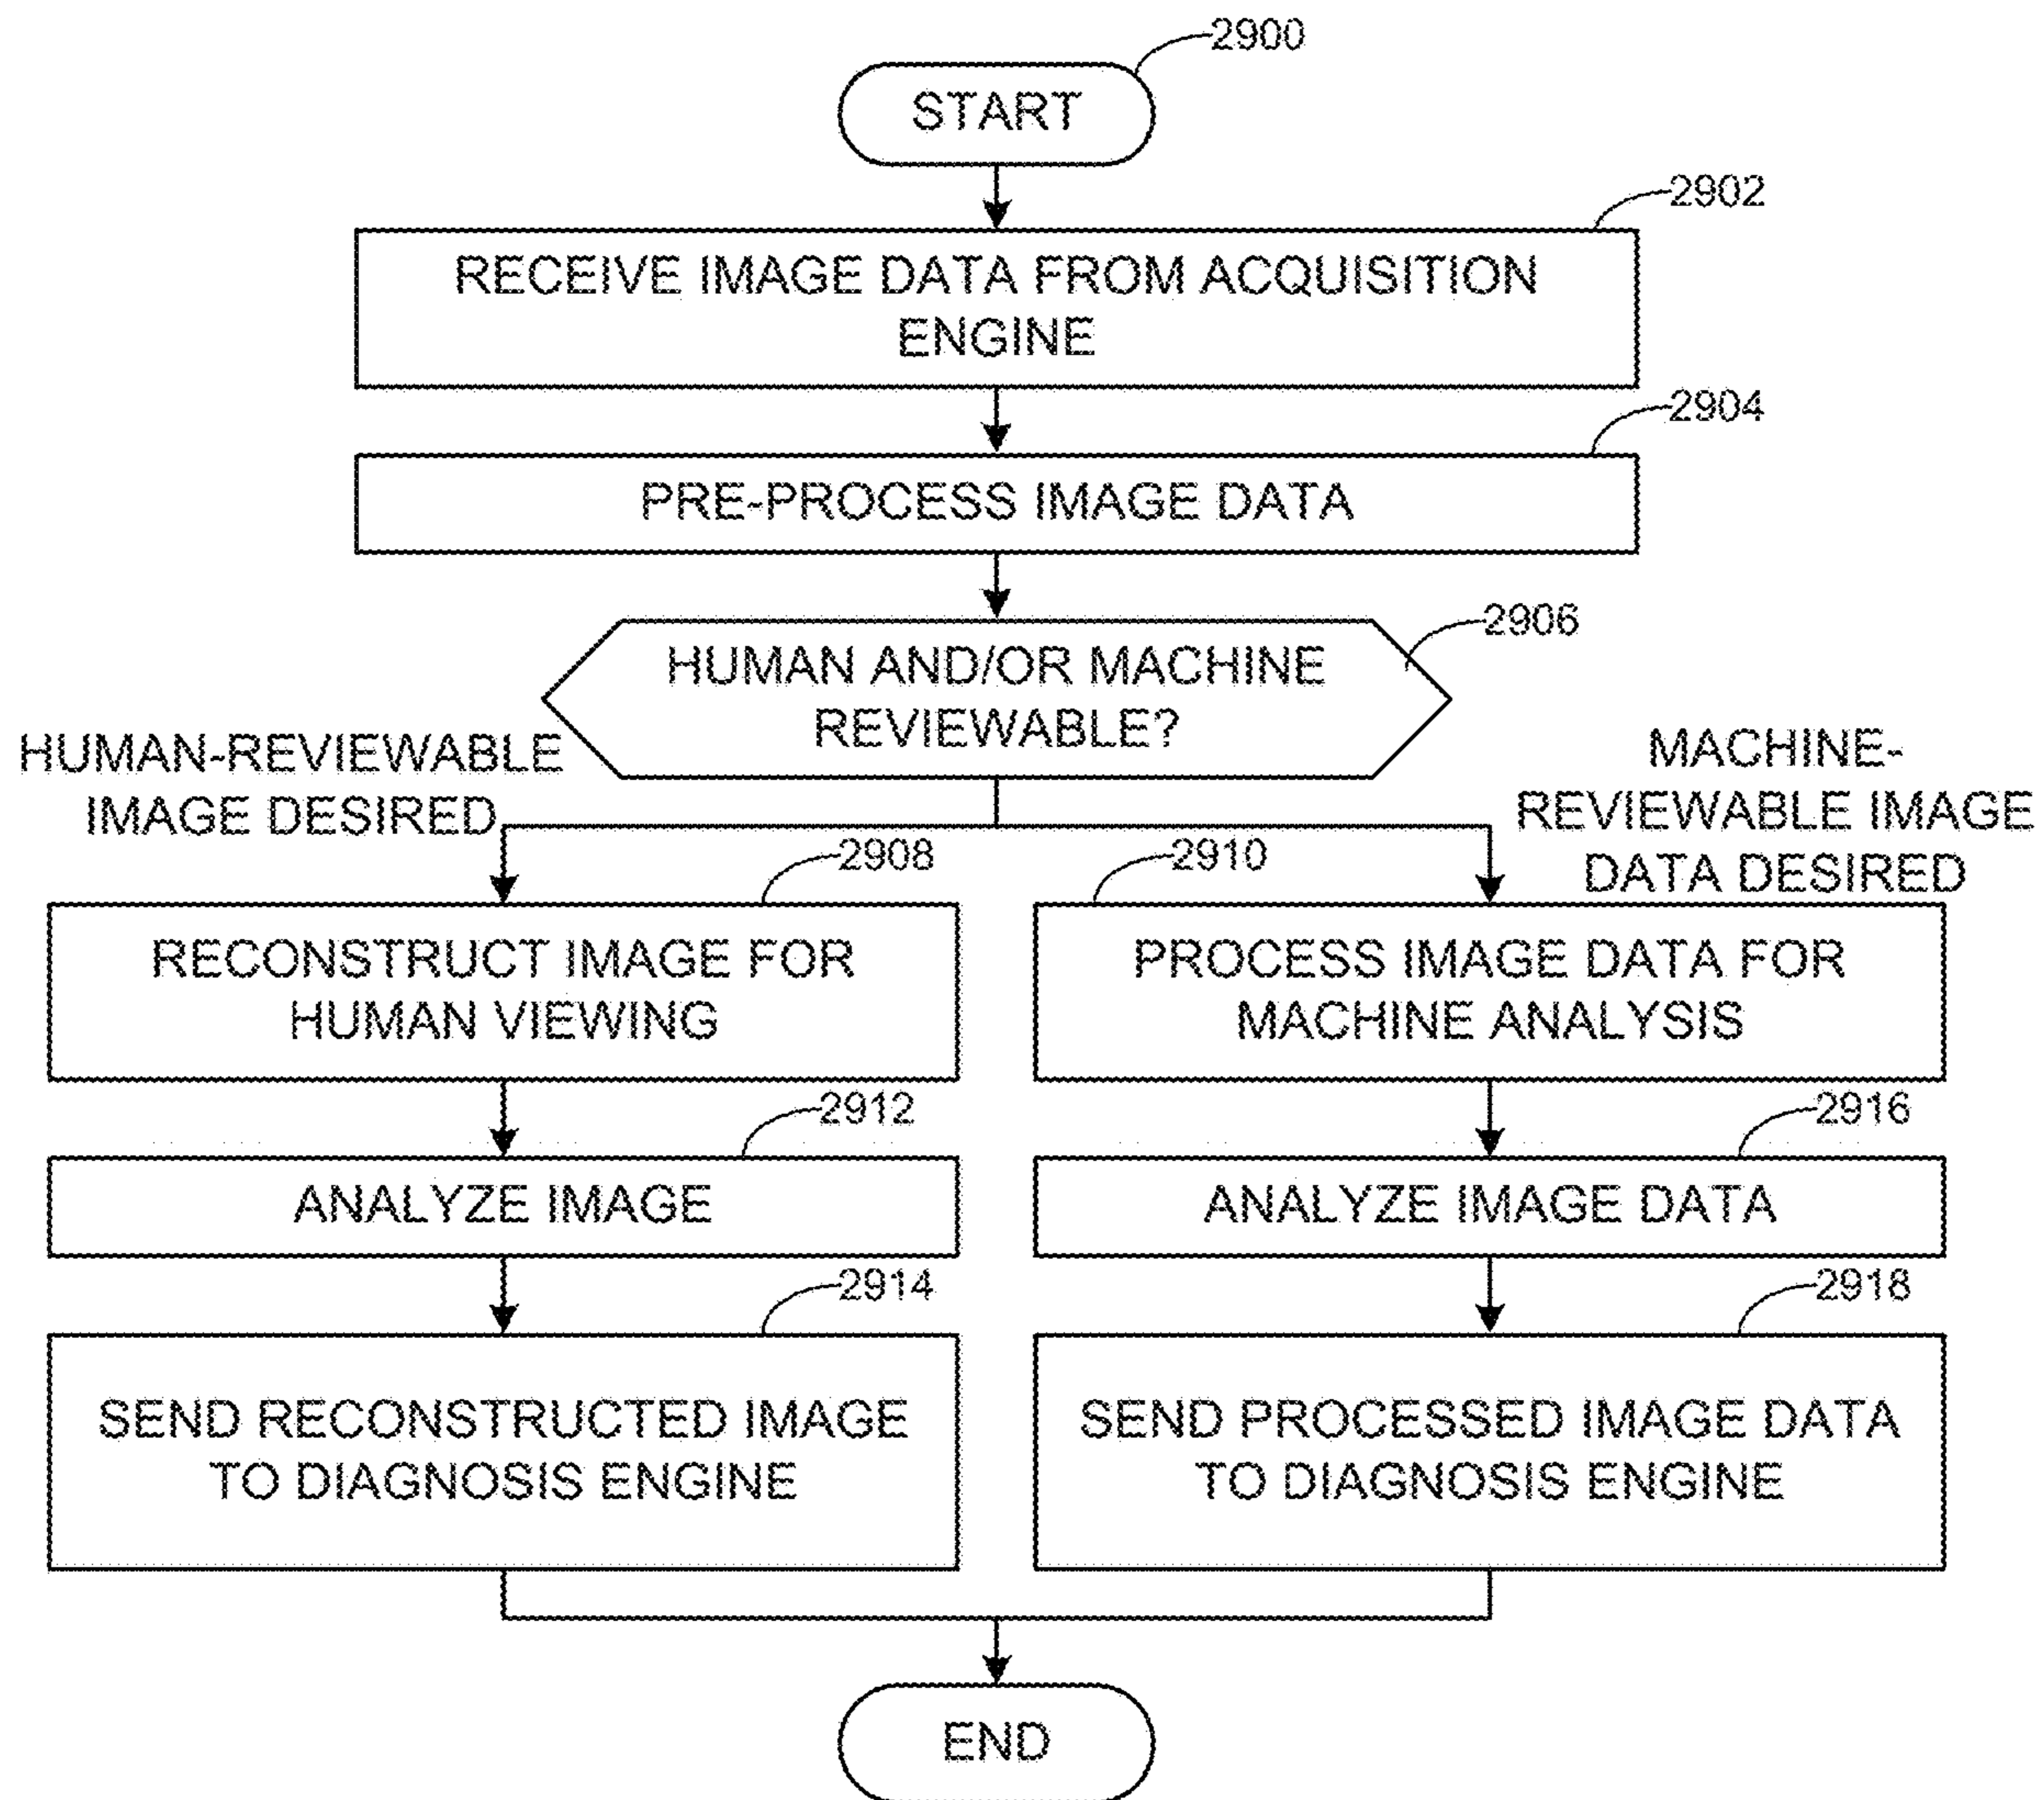 2900
START
2902
RECEIVE IMAGE DATA FROM ACQUISITION
ENGINE
2904
PRE-PROCESS IMAGE DATA
2906
HUMAN AND/OR MACHINE
REVIEWABLE?
HUMAN-REVIEWABLE
IMAGE DESIRED
MACHINE-
REVIEWABLE IMAGE
DATA DESIRED
2908
RECONSTRUCT IMAGE FOR
HUMAN VIEWING
2910
PROCESS IMAGE DATA FOR
MACHINE ANALYSIS
2912
ANALYZE IMAGE
2916
ANALYZE IMAGE DATA
2914
SEND RECONSTRUCTED IMAGE
TO DIAGNOSIS ENGINE
2918
SEND PROCESSED IMAGE DATA
TO DIAGNOSIS ENGINE
END